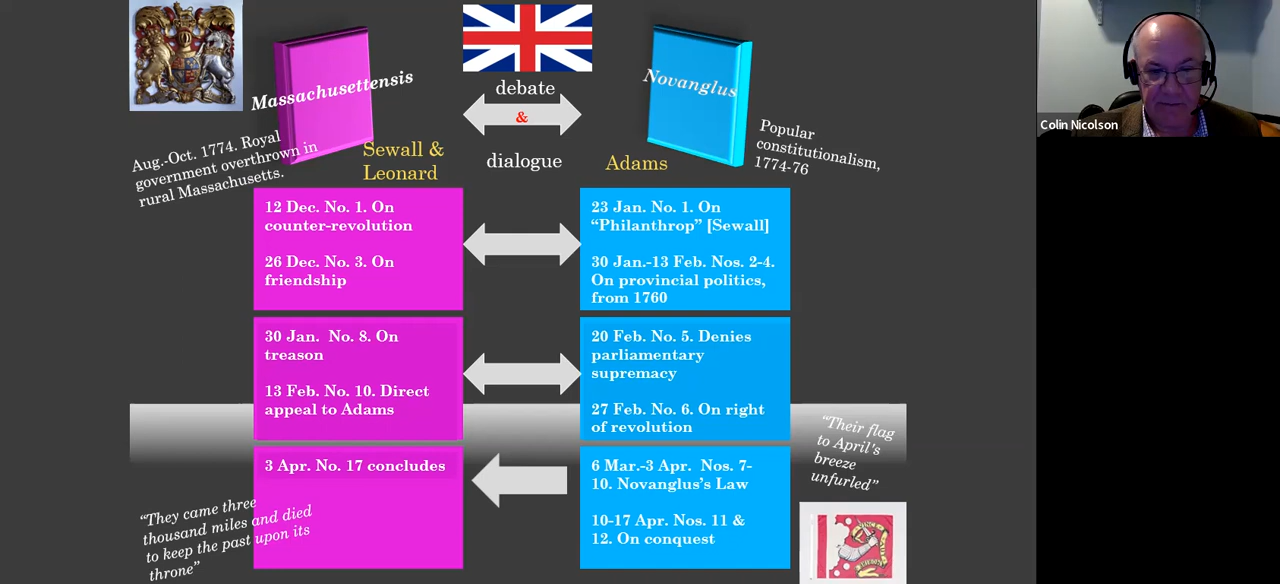 Massachusettensis
Novanglus
debate
&
dialogue
Colin Nicolson
Aug.-Oct. 1774. Royal
government overthrown in
rural Massachusetts.
Sewall &
Leonard
Adams
Popular
constitutionalism,
1774-76
12 Dec. No. 1. On
counter-revolution
26 Dec. No. 3. On
friendship
23 Jan. No. 1. On
“Philanthrop” [Sewall]
30 Jan.-13 Feb. Nos. 2-4.
On provincial politics,
from 1760
30 Jan. No. 8. On
treason
13 Feb. No. 10. Direct
appeal to Adams
20 Feb. No. 5. Denies
parliamentary
supremacy
27 Feb. No. 6. On right
of revolution
“Their flag
to April's
breeze
unfurled”
3 Apr. No. 17 concludes
6 Mar.-3 Apr. Nos. 7-
10. Novanglus’s Law
10-17 Apr. Nos. 11 &
12. On conquest
“They came three
thousand miles and died
to keep the past upon its
throne”